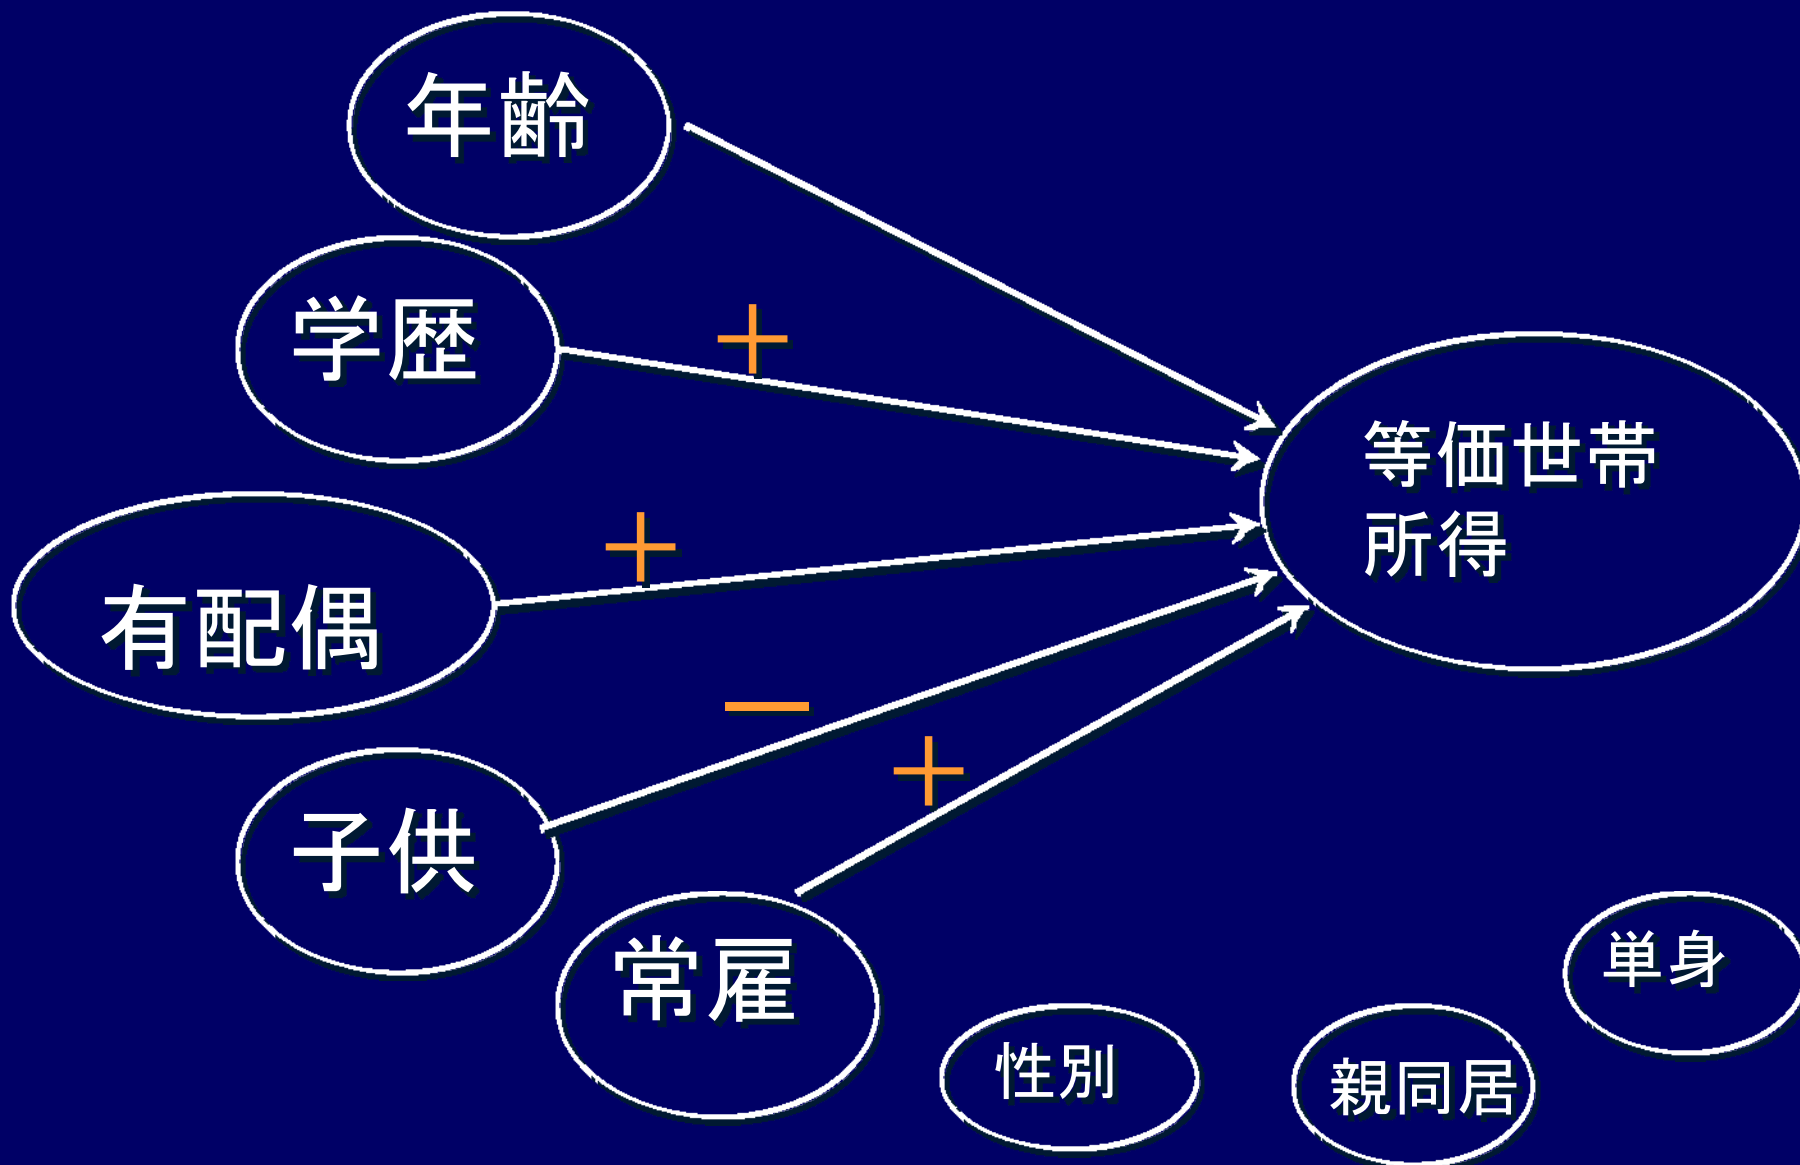 年齢
学歴
+
等価世帯
所得
+
有配偶
−
+
子供
常雇
単身
性別
親同居